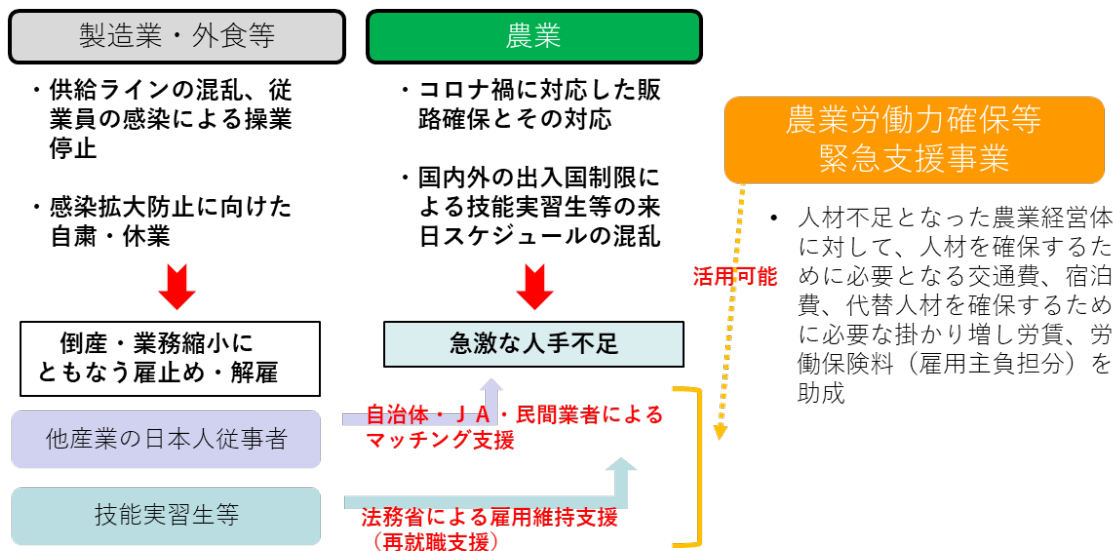 製造業・外食等
・供給ラインの混乱、従
業員の感染による操業
停止
・感染拡大防止に向けた
自粛・休業
倒産・業務縮小に
ともなう雇止め・解雇
農業
・コロナ禍に対応した販
路確保とその対応
・国内外の出入国制限に
よる技能実習生等の来
日スケジュールの混乱
急激な人手不足
他産業の日本人従事者
自治体・ＪＡ・民間業者による
マッチング支援
技能実習生等
法務省による雇用維持支援
（再就職支援）
農業労働力確保等
緊急支援事業
活用可能
• 人材不足となった農業経営体
に対して、人材を確保するた
めに必要となる交通費、宿泊
費、代替人材を確保するため
に必要な掛かり増し労賃、労
働保険料（雇用主負担分）を
助成